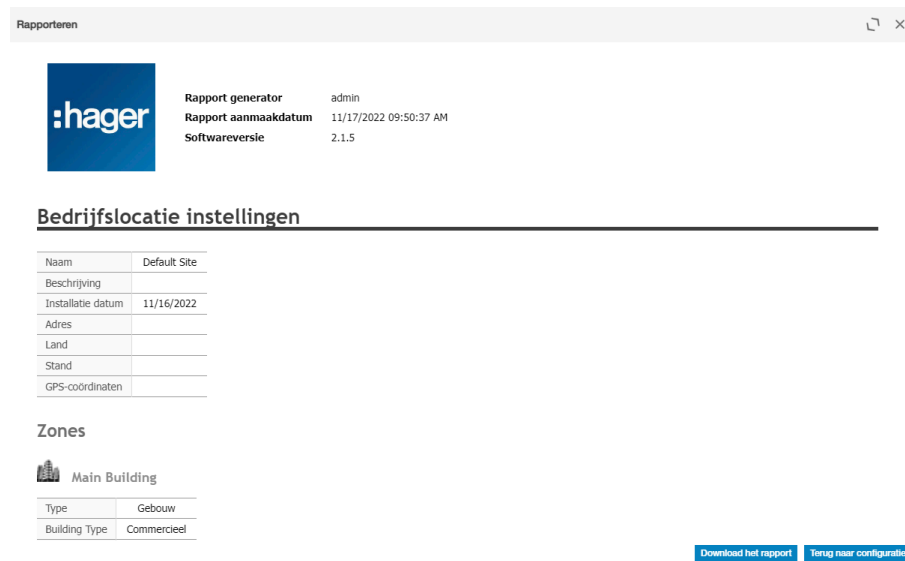 Rapporteren
:hager
Rapport generator admin
Rapport aanmaakdatum 11/17/2022 09:50:37 AM
Softwareversie 2.1.5
Bedrijfslocatie instellingen
Naam Default Site
Beschrijving
Installatie datum 11/16/2022
Adres
Land
Stand
GPS-coördinaten
Zones
Main Building
Type Gebouw
Building Type Commercieel
Download het rapport Terug naar configuratie